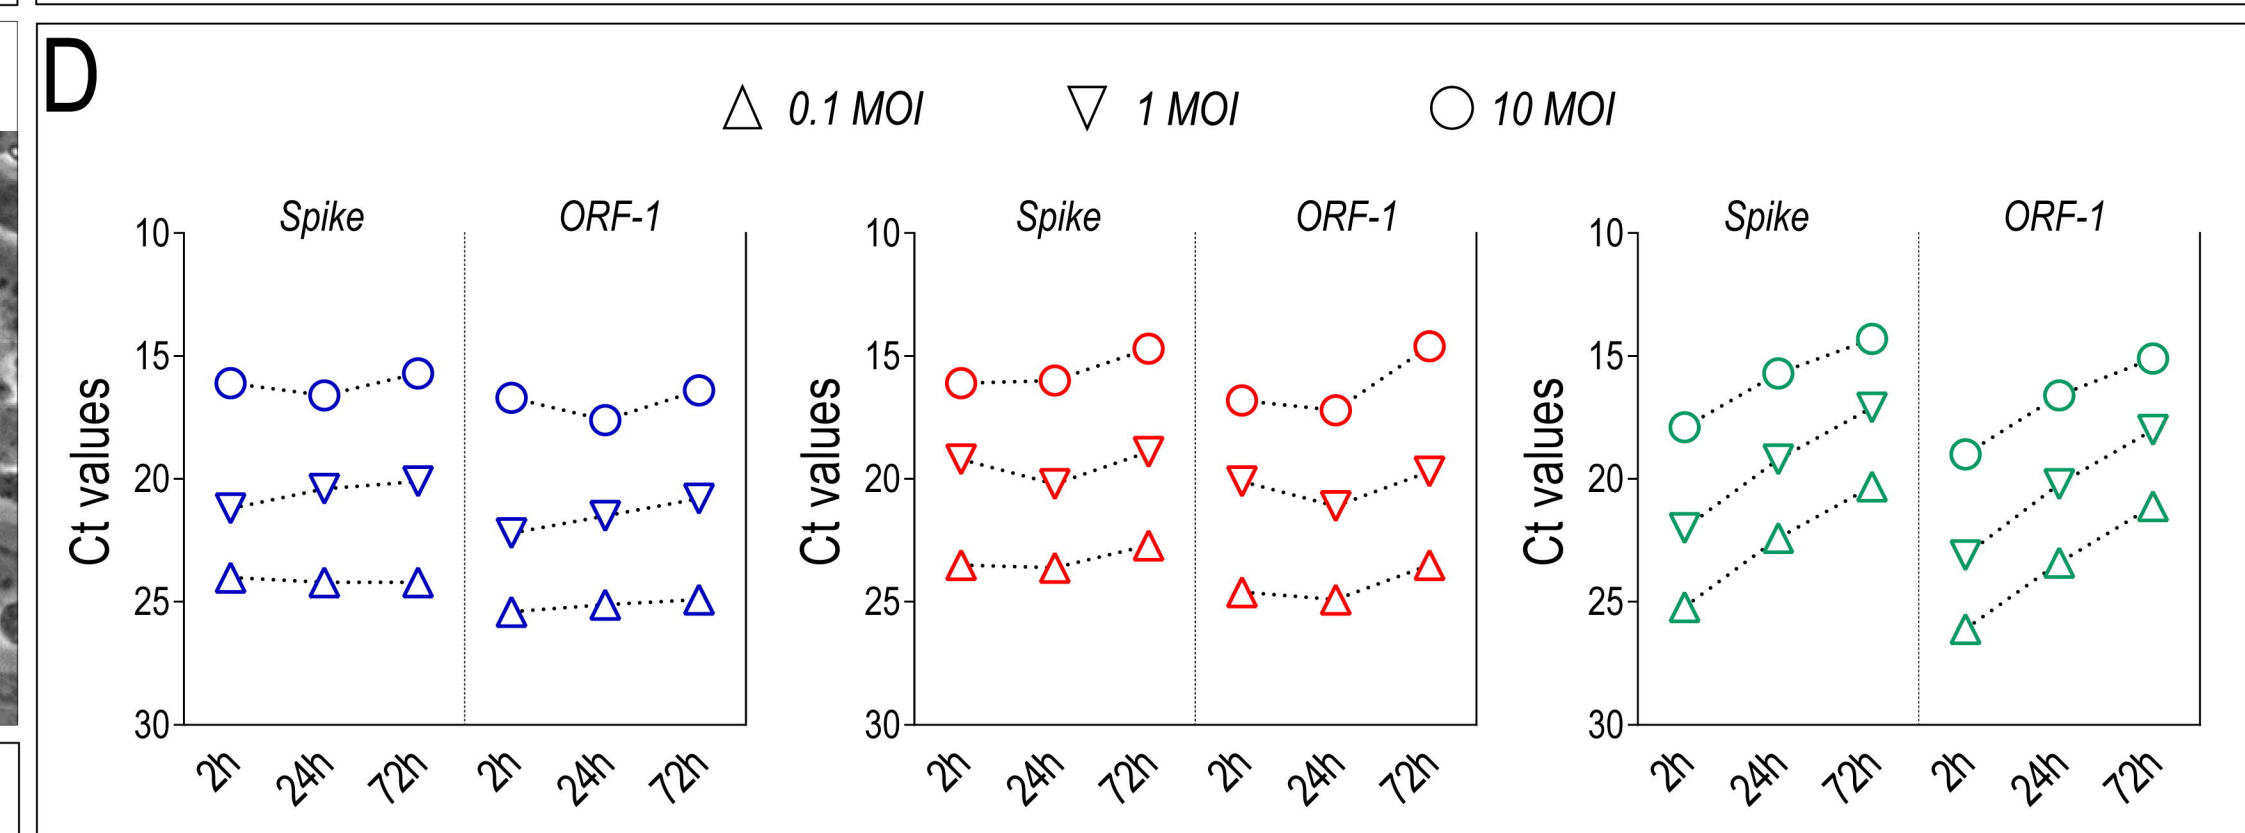 D
0.1 MOI 1 MOI 10 MOI
Spike ORF-1 Spike ORF-1 Spike ORF-1
10 10 10
15 15 15
20 20 20
25 25 25
30 30 30
Ct values Ct values Ct values
2h 24h 72h 2h 24h 72h 2h 24h 72h 2h 24h 72h 2h 24h 72h 2h 24h 72h